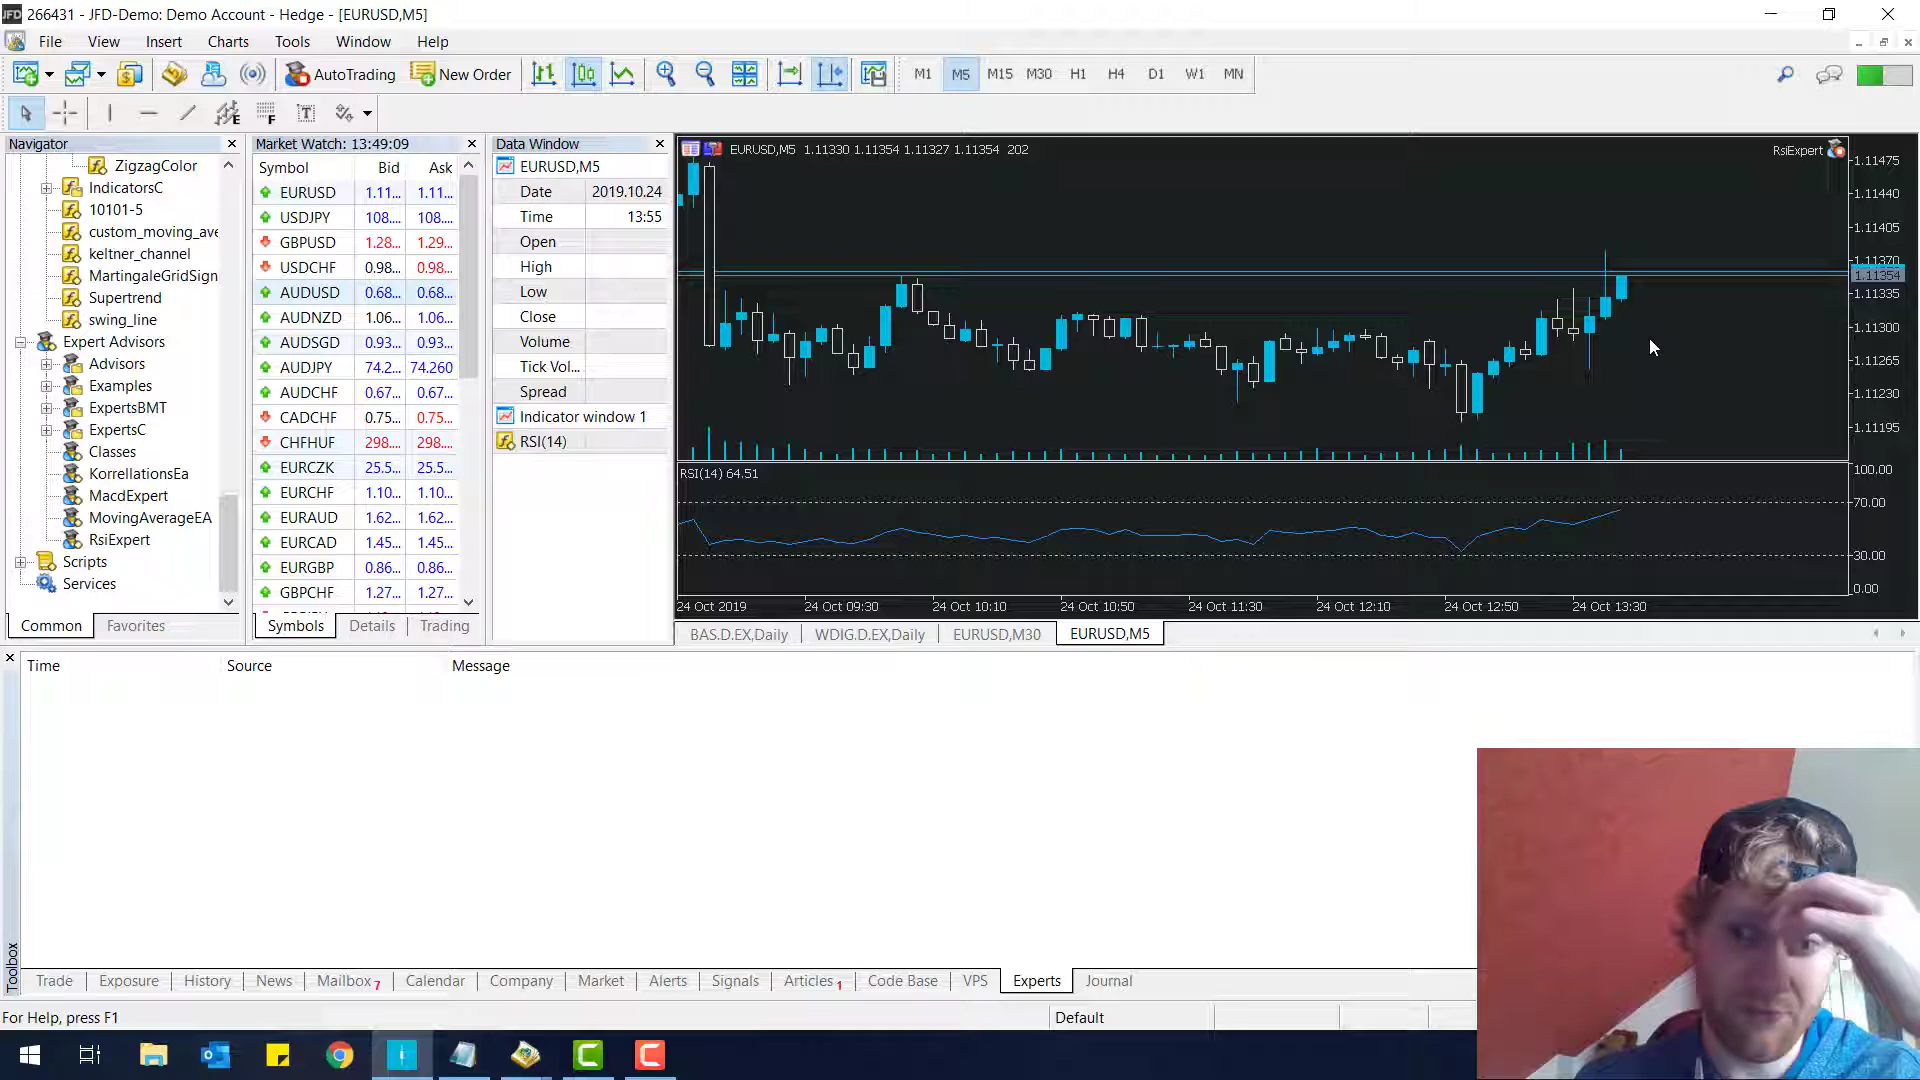 JFD 266431 - JFD-Demo: Demo Account - Hedge - [EURUSD,M5]
File View Insert Charts Tools Window Help
AutoTrading New Order M1 M5 M15 M30 H1 H4 D1 W1 MN
E F T
Navigator
ZigzagColor
IndicatorsC
10101-5
custom_moving_ave
keltner_channel
MartingaleGridSign
Supertrend
swing_line
Expert Advisors
Advisors
Examples
ExpertsBMT
ExpertsC
Classes
KorrellationsEa
MacdExpert
MovingAverageEA
RsiExpert
Scripts
Services
Common Favorites
Market Watch: 13:49:09
Symbol Bid Ask
EURUSD 1.11... 1.11...
USDJPY 108.... 108....
GBPUSD 1.28... 1.29...
USDCHF 0.98... 0.98...
AUDUSD 0.68... 0.68...
AUDNZD 1.06... 1.06...
AUDSGD 0.93... 0.93...
AUDJPY 74.2... 74.260
AUDCHF 0.67... 0.67...
CADCHF 0.75... 0.75...
CHFHUF 298.... 298....
EURCZK 25.5... 25.5...
EURCHF 1.10... 1.10...
EURAUD 1.62... 1.62...
EURCAD 1.45... 1.45...
EURGBP 0.86... 0.86...
GBPCHF 1.27... 1.27...
Symbols Details Trading
Data Window
EURUSD,M5
Date 2019.10.24
Time 13:55
Open
High
Low
Close
Volume
Tick Vol...
Spread
Indicator window 1
RSI(14)
EURUSD,M5 1.11330 1.11354 1.11327 1.11354 202
RsiExpert
1.11475
1.11440
1.11405
1.11370
1.11354
1.11335
1.11300
1.11265
1.11230
1.11195
RSI(14) 64.51
100.00
70.00
30.00
0.00
24 Oct 2019 24 Oct 09:30 24 Oct 10:10 24 Oct 10:50 24 Oct 11:30 24 Oct 12:10 24 Oct 12:50 24 Oct 13:30
BAS.D.EX,Daily WDIG.D.EX,Daily EURUSD,M30 EURUSD,M5
Time Source Message
Toolbox
Trade Exposure History News Mailbox 7 Calendar Company Market Alerts Signals Articles 1 Code Base VPS Experts Journal
For Help, press F1
Default